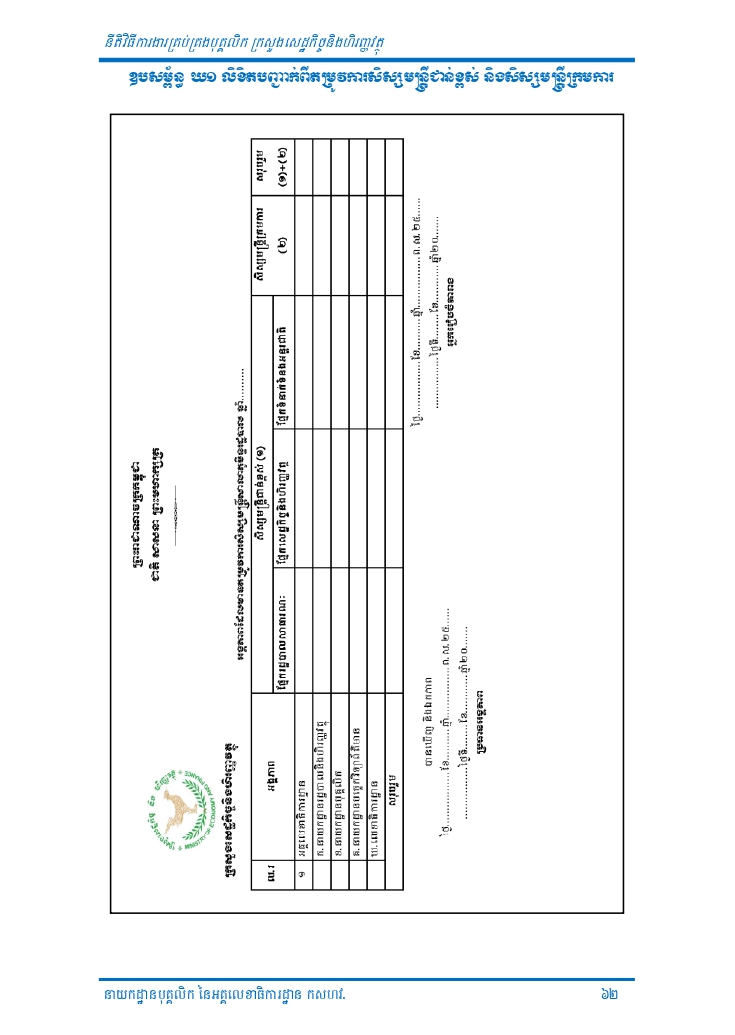 នីតិវិធីការងារគ្រប់គ្រងបុគ្គលិក ក្រសួងសេដ្ឋកិច្ចនិងហិរញ្ញវត្ថុ
ឧបសម្ព័ន្ធ ឃ១ លិខិតបញ្ជាក់ពីតម្រូវការសិស្សមន្ត្រីជាន់ខ្ពស់ និងសិស្សមន្ត្រីក្រមការ
ព្រះរាជាណាចក្រកម្ពុជា
ជាតិ សាសនា ព្រះមហាក្សត្រ
ក្រសួងសេដ្ឋកិច្ចនិងហិរញ្ញវត្ថុ
អង្គភាពដែលមានតម្រូវការសិស្សមន្ត្រីសាលាភូមិន្ទរដ្ឋបាល ឆ្នាំ..........
ល.រ
អង្គភាព
សិស្សមន្ត្រីជាន់ខ្ពស់ (១)
សិស្សមន្ត្រីក្រមការ
(២)
សរុបរួម
(១)+(២)
ផ្នែករដ្ឋបាលសាធារណៈ
ផ្នែកសេដ្ឋកិច្ចនិងហិរញ្ញវត្ថុ
ផ្នែកទំនាក់ទំនងអន្តរជាតិ
១ អគ្គលេខាធិការដ្ឋាន
ក.នាយកដ្ឋានរដ្ឋបាលនិងហិរញ្ញវត្ថុ
ខ.នាយកដ្ឋានបុគ្គលិក
គ.នាយកដ្ឋានបច្ចេកវិទ្យាព័ត៌មាន
ឃ.លេខាធិការដ្ឋាន
សរុបរួម
បានឃើញ និងឯកភាព
ថ្ងៃ................ខែ..........ឆ្នាំ................ព.ស.២៥......
................ថ្ងៃទី........ខែ............ឆ្នាំ២០.......
ប្រធានអង្គភាព
ថ្ងៃ................ខែ..........ឆ្នាំ................ព.ស.២៥......
................ថ្ងៃទី........ខែ............ឆ្នាំ២០.......
អ្នករៀបចំតារាង
នាយកដ្ឋានបុគ្គលិក នៃអគ្គលេខាធិការដ្ឋាន កសហវ.
៦២